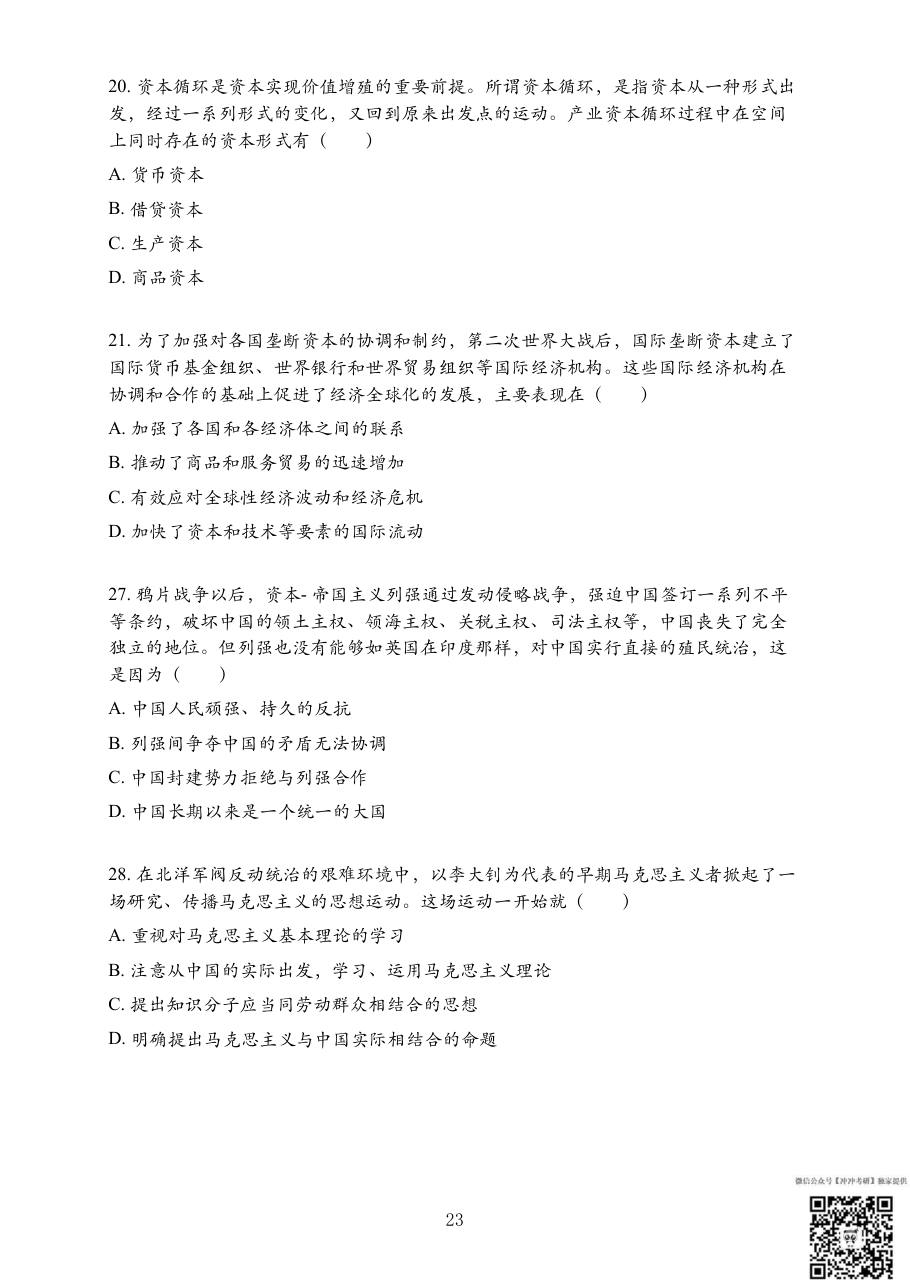 20. 资本循环是资本实现价值增殖的重要前提。所谓资本循环，是指资本从一种形式出
发，经过一系列形式的变化，又回到原来出发点的运动。产业资本循环过程中在空间
上同时存在的资本形式有（　　）
A. 货币资本
B. 借贷资本
C. 生产资本
D. 商品资本
21. 为了加强对各国垄断资本的协调和制约，第二次世界大战后，国际垄断资本建立了
国际货币基金组织、世界银行和世界贸易组织等国际经济机构。这些国际经济机构在
协调和合作的基础上促进了经济全球化的发展，主要表现在（　　）
A. 加强了各国和各经济体之间的联系
B. 推动了商品和服务贸易的迅速增加
C. 有效应对全球性经济波动和经济危机
D. 加快了资本和技术等要素的国际流动
27. 鸦片战争以后，资本- 帝国主义列强通过发动侵略战争，强迫中国签订一系列不平
等条约，破坏中国的领土主权、领海主权、关税主权、司法主权等，中国丧失了完全
独立的地位。但列强也没有能够如英国在印度那样，对中国实行直接的殖民统治，这
是因为（　　）
A. 中国人民顽强、持久的反抗
B. 列强间争夺中国的矛盾无法协调
C. 中国封建势力拒绝与列强合作
D. 中国长期以来是一个统一的大国
28. 在北洋军阀反动统治的艰难环境中，以李大钊为代表的早期马克思主义者掀起了一
场研究、传播马克思主义的思想运动。这场运动一开始就（　　）
A. 重视对马克思主义基本理论的学习
B. 注意从中国的实际出发，学习、运用马克思主义理论
C. 提出知识分子应当同劳动群众相结合的思想
D. 明确提出马克思主义与中国实际相结合的命题
微信公众号【冲冲考研】独家提供
23